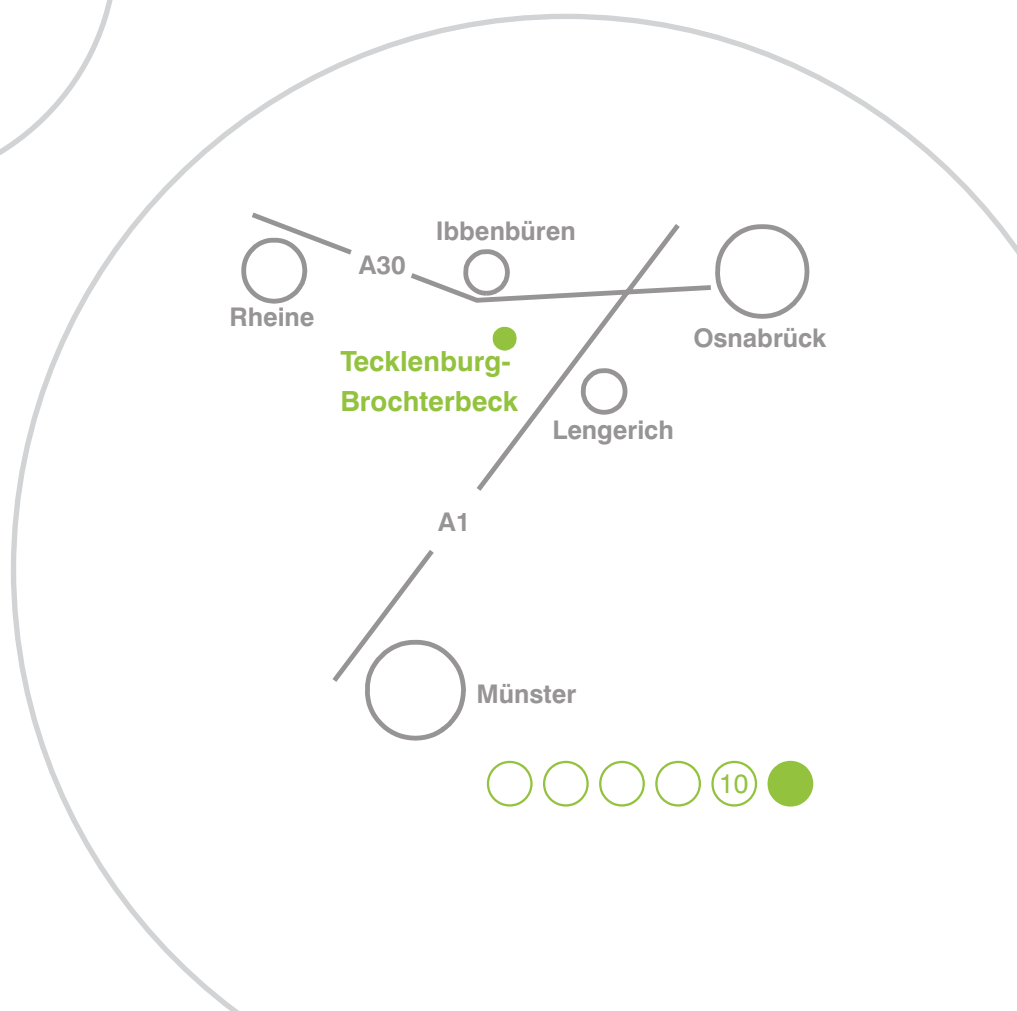 Ibbenbüren
A30
Rheine
Osnabrück
Tecklenburg-
Brochterbeck
Lengerich
A1
Münster
10